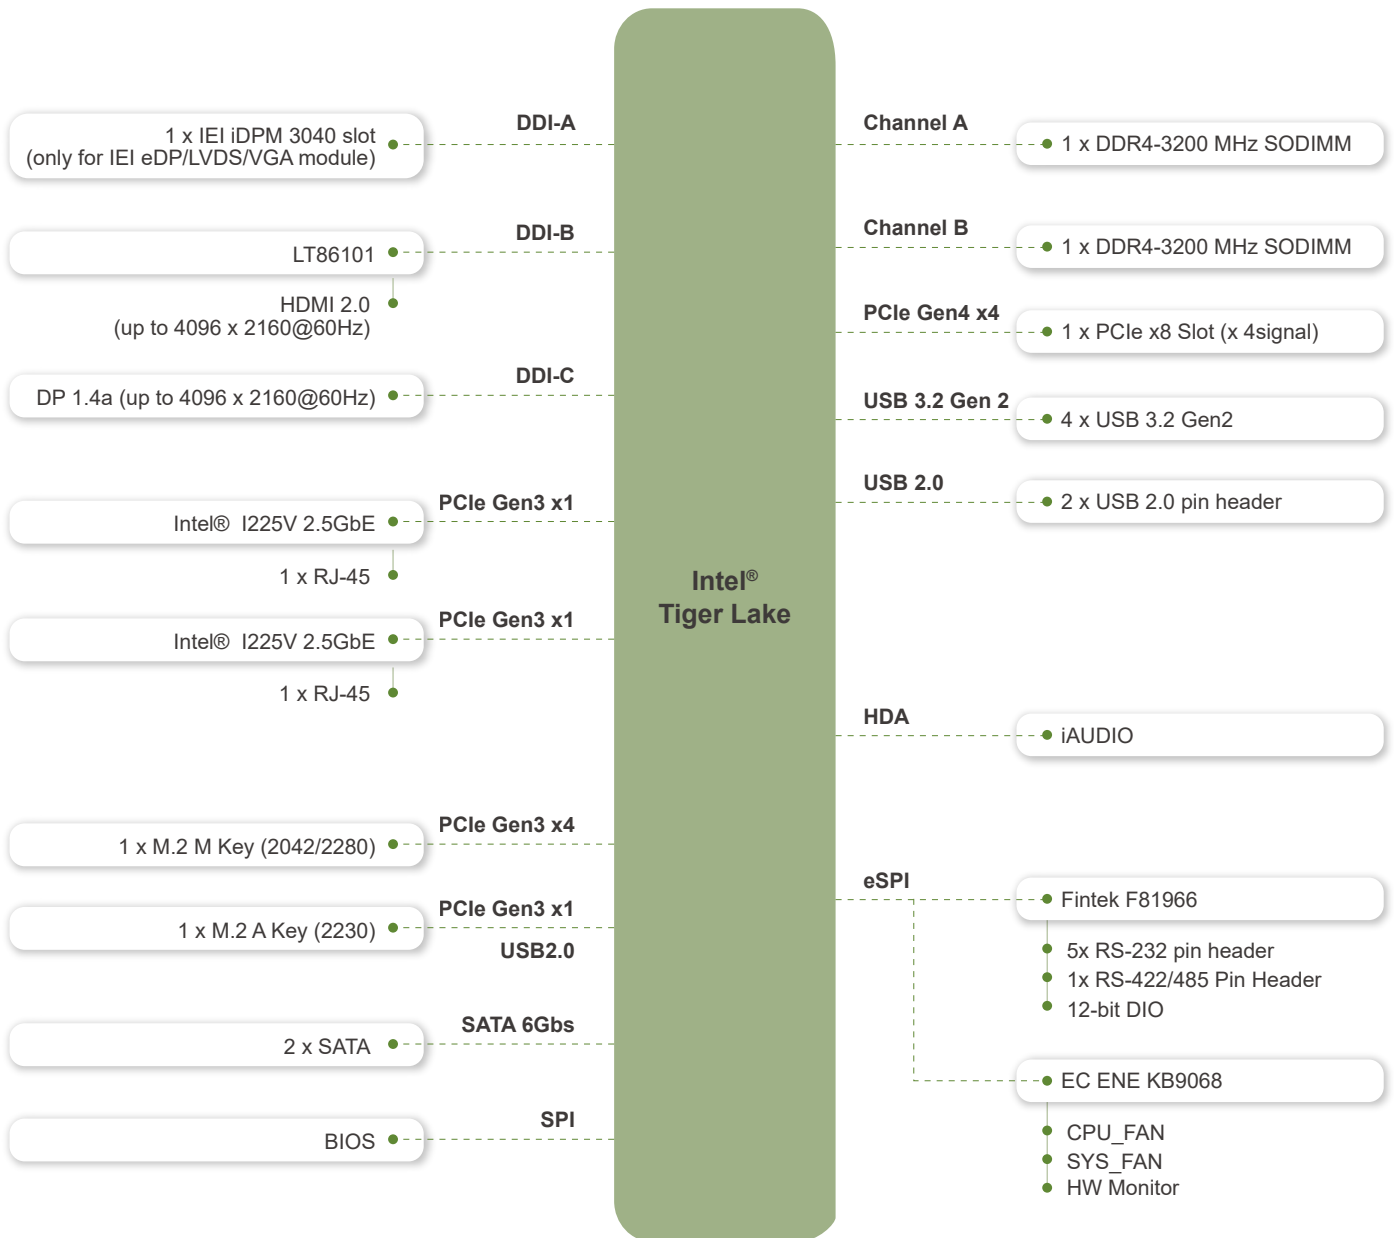 DDI-A
1 x IEI iDPM 3040 slot
(only for IEI eDP/LVDS/VGA module)
DDI-B
LT86101
HDMI 2.0
(up to 4096 x 2160@60Hz)
DDI-C
DP 1.4a (up to 4096 x 2160@60Hz)
PCIe Gen3 x1
Intel® I225V 2.5GbE
1 x RJ-45
PCIe Gen3 x1
Intel® I225V 2.5GbE
1 x RJ-45
PCIe Gen3 x4
1 x M.2 M Key (2042/2280)
PCIe Gen3 x1
1 x M.2 A Key (2230)
USB2.0
SATA 6Gbs
2 x SATA
SPI
BIOS
Intel®
Tiger Lake
Channel A
1 x DDR4-3200 MHz SODIMM
Channel B
1 x DDR4-3200 MHz SODIMM
PCIe Gen4 x4
1 x PCIe x8 Slot (x 4signal)
USB 3.2 Gen 2
4 x USB 3.2 Gen2
USB 2.0
2 x USB 2.0 pin header
HDA
iAUDIO
eSPI
Fintek F81966
5x RS-232 pin header
1x RS-422/485 Pin Header
12-bit DIO
EC ENE KB9068
CPU_FAN
SYS_FAN
HW Monitor